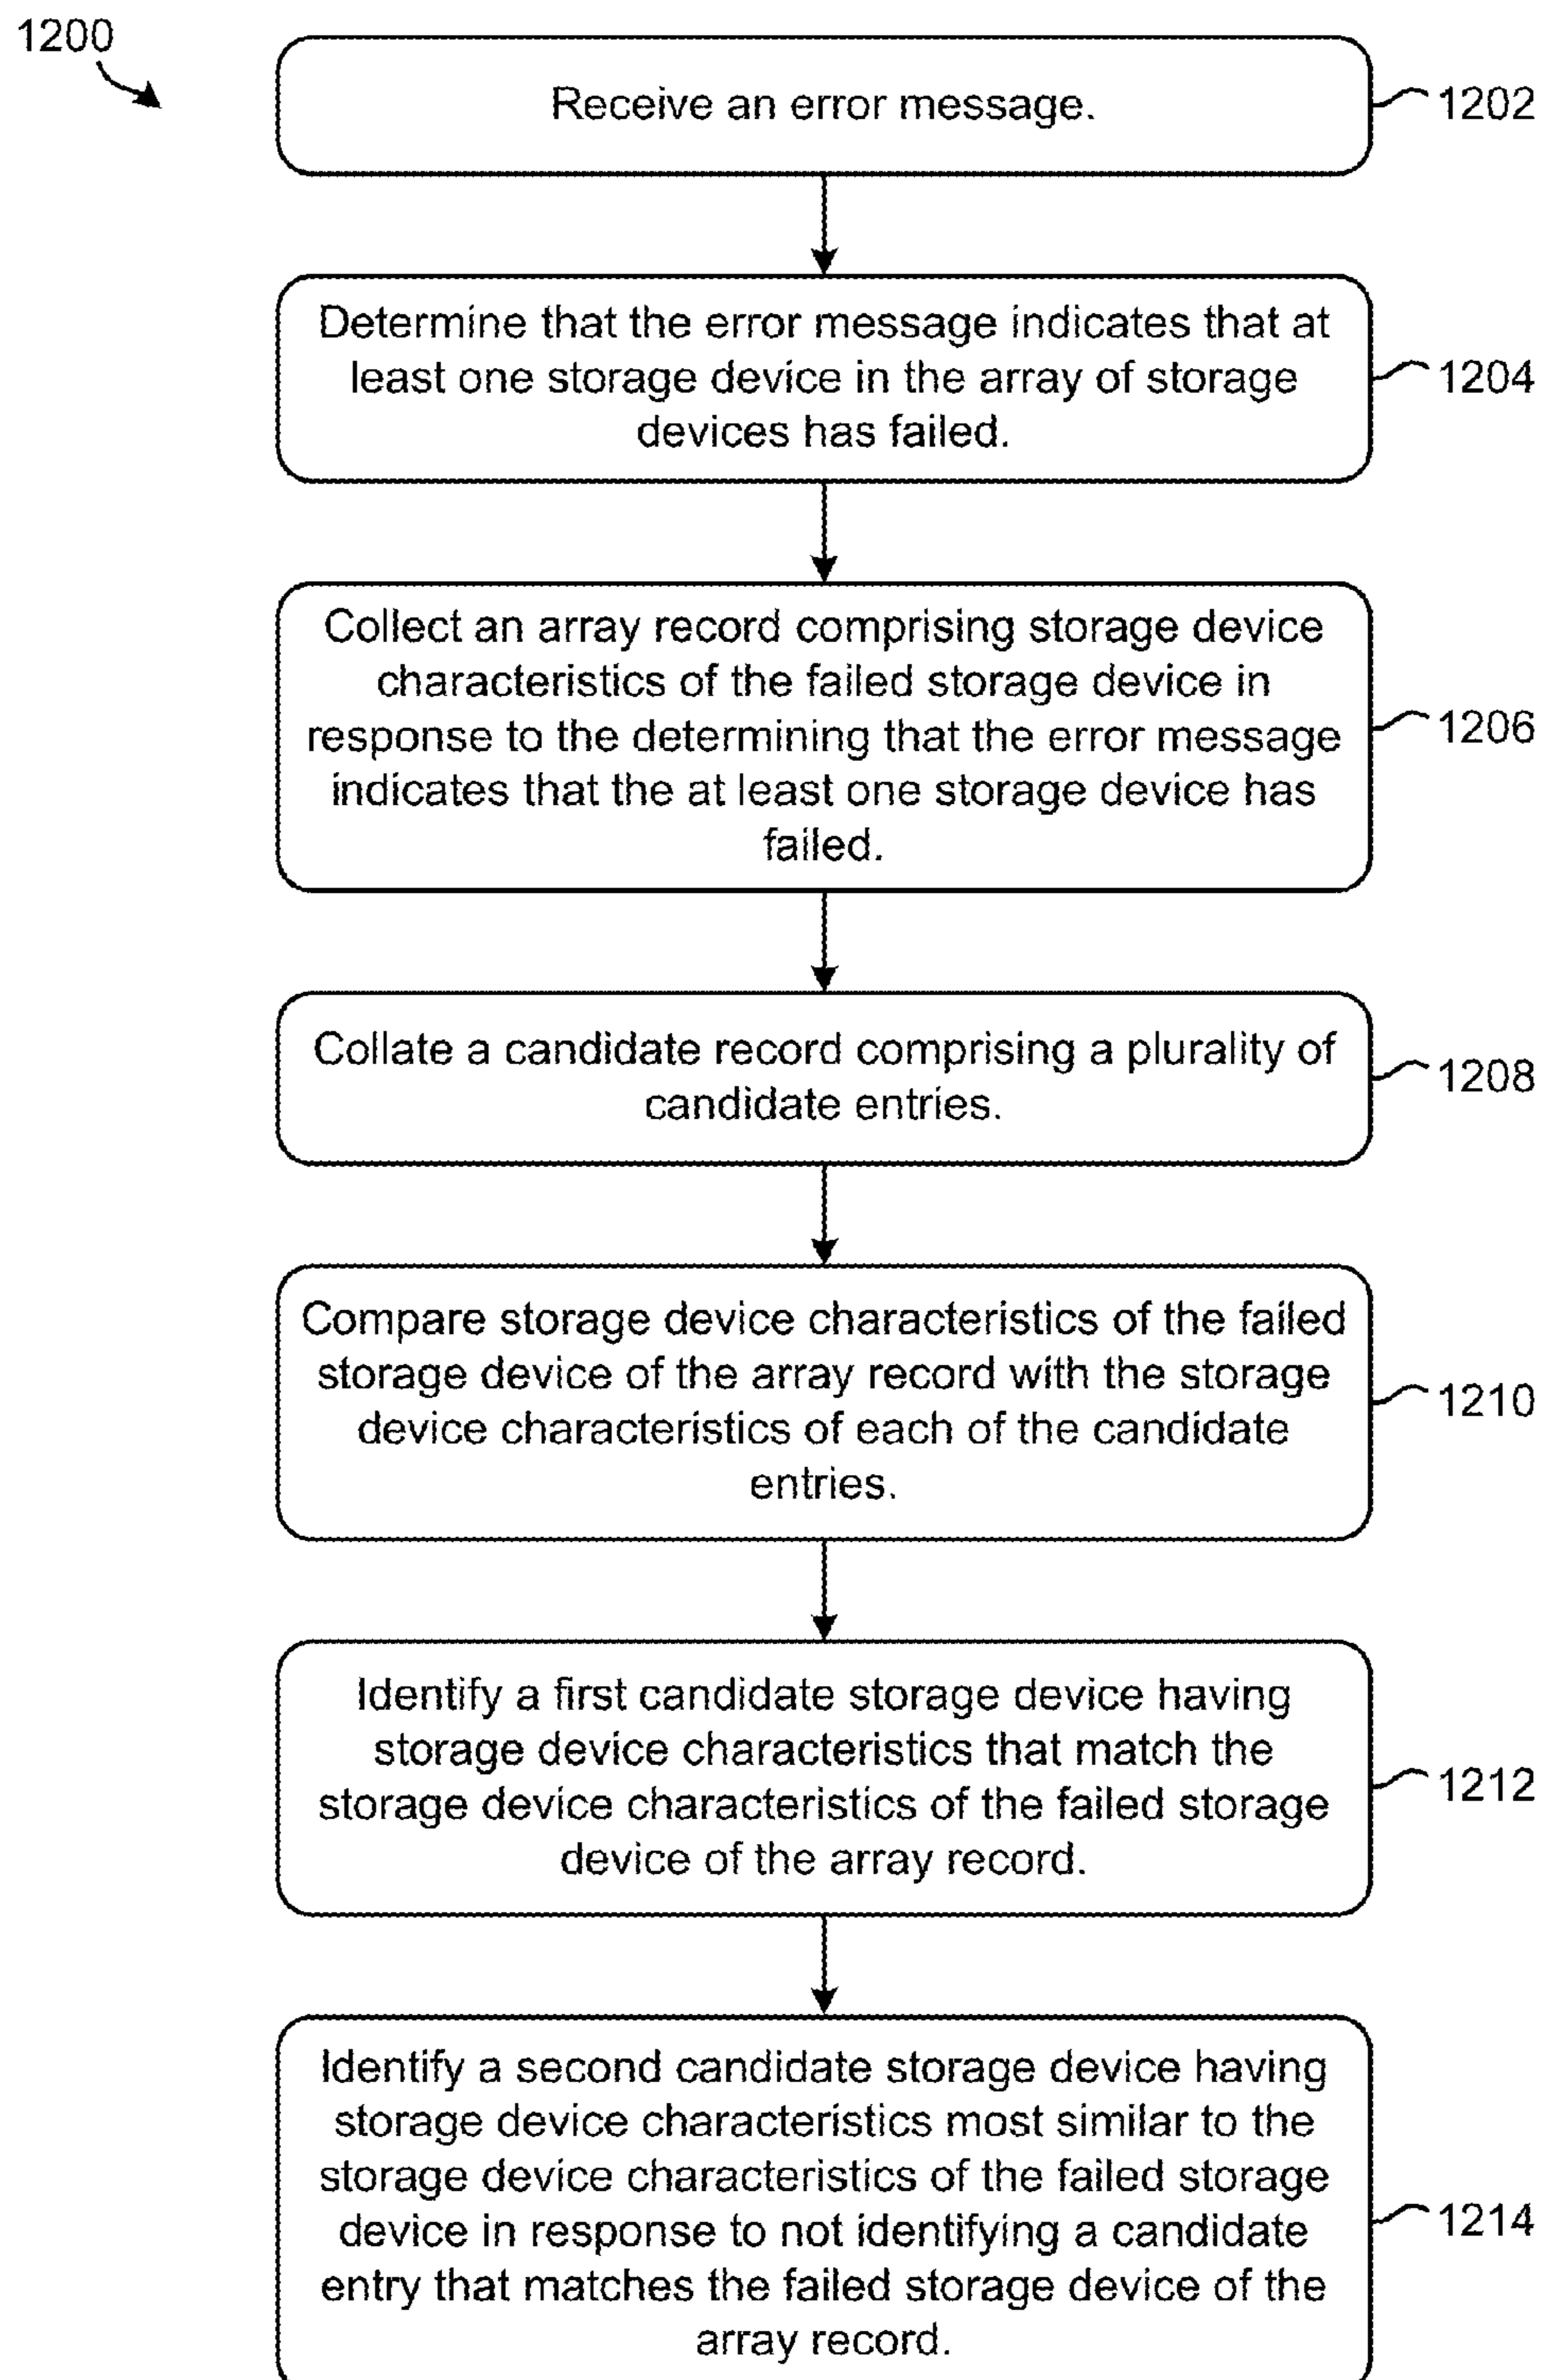 1200
Receive an error message.
1202
Determine that the error message indicates that at
least one storage device in the array of storage
devices has failed.
1204
Collect an array record comprising storage device
characteristics of the failed storage device in
response to the determining that the error message
indicates that the at least one storage device has
failed.
1206
Collate a candidate record comprising a plurality of
candidate entries.
1208
Compare storage device characteristics of the failed
storage device of the array record with the storage
device characteristics of each of the candidate
entries.
1210
Identify a first candidate storage device having
storage device characteristics that match the
storage device characteristics of the failed storage
device of the array record.
1212
Identify a second candidate storage device having
storage device characteristics most similar to the
storage device characteristics of the failed storage
device in response to not identifying a candidate
entry that matches the failed storage device of the
array record.
1214